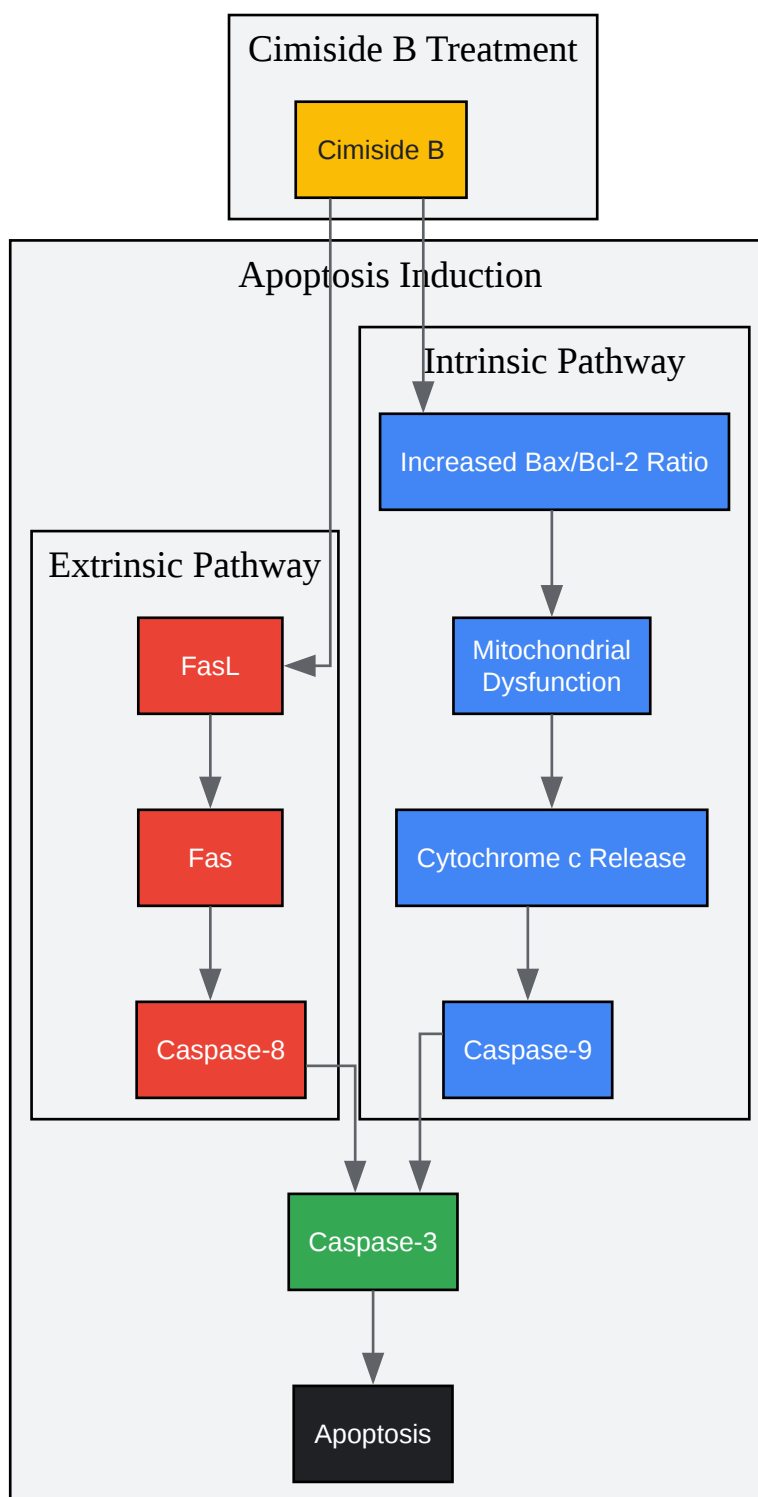 Cimiside B Treatment
Cimiside B
Apoptosis Induction
Intrinsic Pathway
Increased Bax/Bcl-2 Ratio
Extrinsic Pathway
FasL
Mitochondrial
Dysfunction
Fas
Cytochrome c Release
Caspase-8
Caspase-9
Caspase-3
Apoptosis